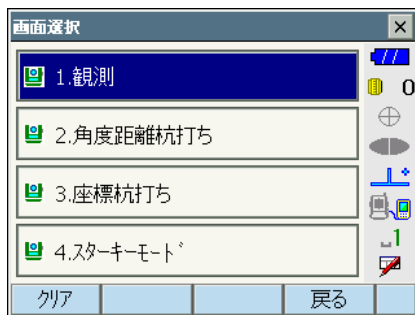 画面選択
1.観測
0
2.角度距離杭打ち
3.座標杭打ち
4.スターキーモード
1
クリア
戻る